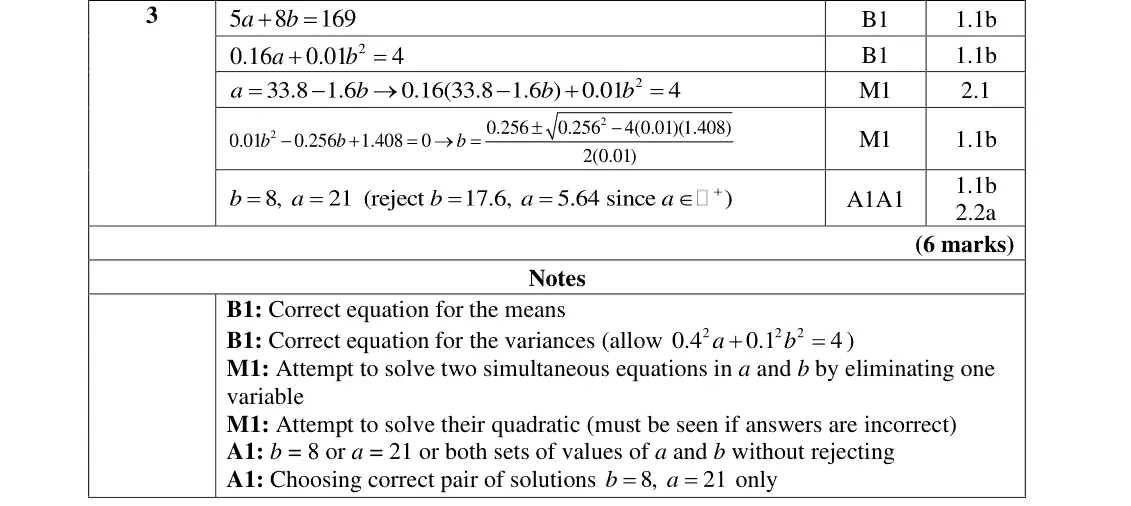 3
5a + 8b = 169 B1 1.1b
0.16a + 0.01b² = 4 B1 1.1b
a = 33.8 − 1.6b → 0.16(33.8 − 1.6b) + 0.01b² = 4 M1 2.1
0.01b² − 0.256b + 1.408 = 0 → b = (0.256 ± √(0.256² − 4(0.01)(1.408))) / 2(0.01) M1 1.1b
b = 8, a = 21 (reject b = 17.6, a = 5.64 since a ∈ □⁺) A1A1 1.1b
2.2a
(6 marks)
Notes
B1: Correct equation for the means
B1: Correct equation for the variances (allow 0.4²a + 0.1²b² = 4)
M1: Attempt to solve two simultaneous equations in a and b by eliminating one
variable
M1: Attempt to solve their quadratic (must be seen if answers are incorrect)
A1: b = 8 or a = 21 or both sets of values of a and b without rejecting
A1: Choosing correct pair of solutions b = 8, a = 21 only